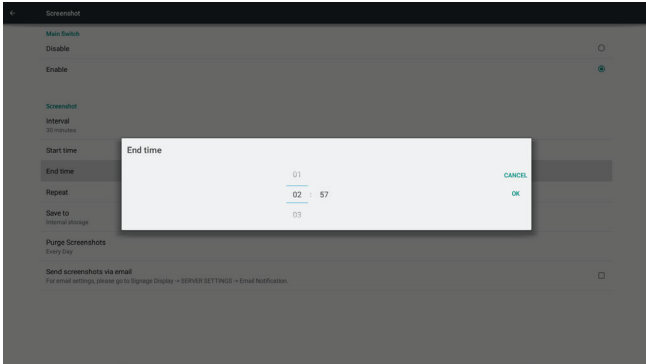 Screenshot
Main Switch
Disable
Enable
Screenshot
Interval
30 minutes
Start time
End time
End time
01
CANCEL
02 : 57
OK
03
Repeat
Save to
Internal storage
Purge Screenshots
Every Day
Send screenshots via email
For email settings, please go to Signage Display -> SERVER SETTINGS -> Email Notification.